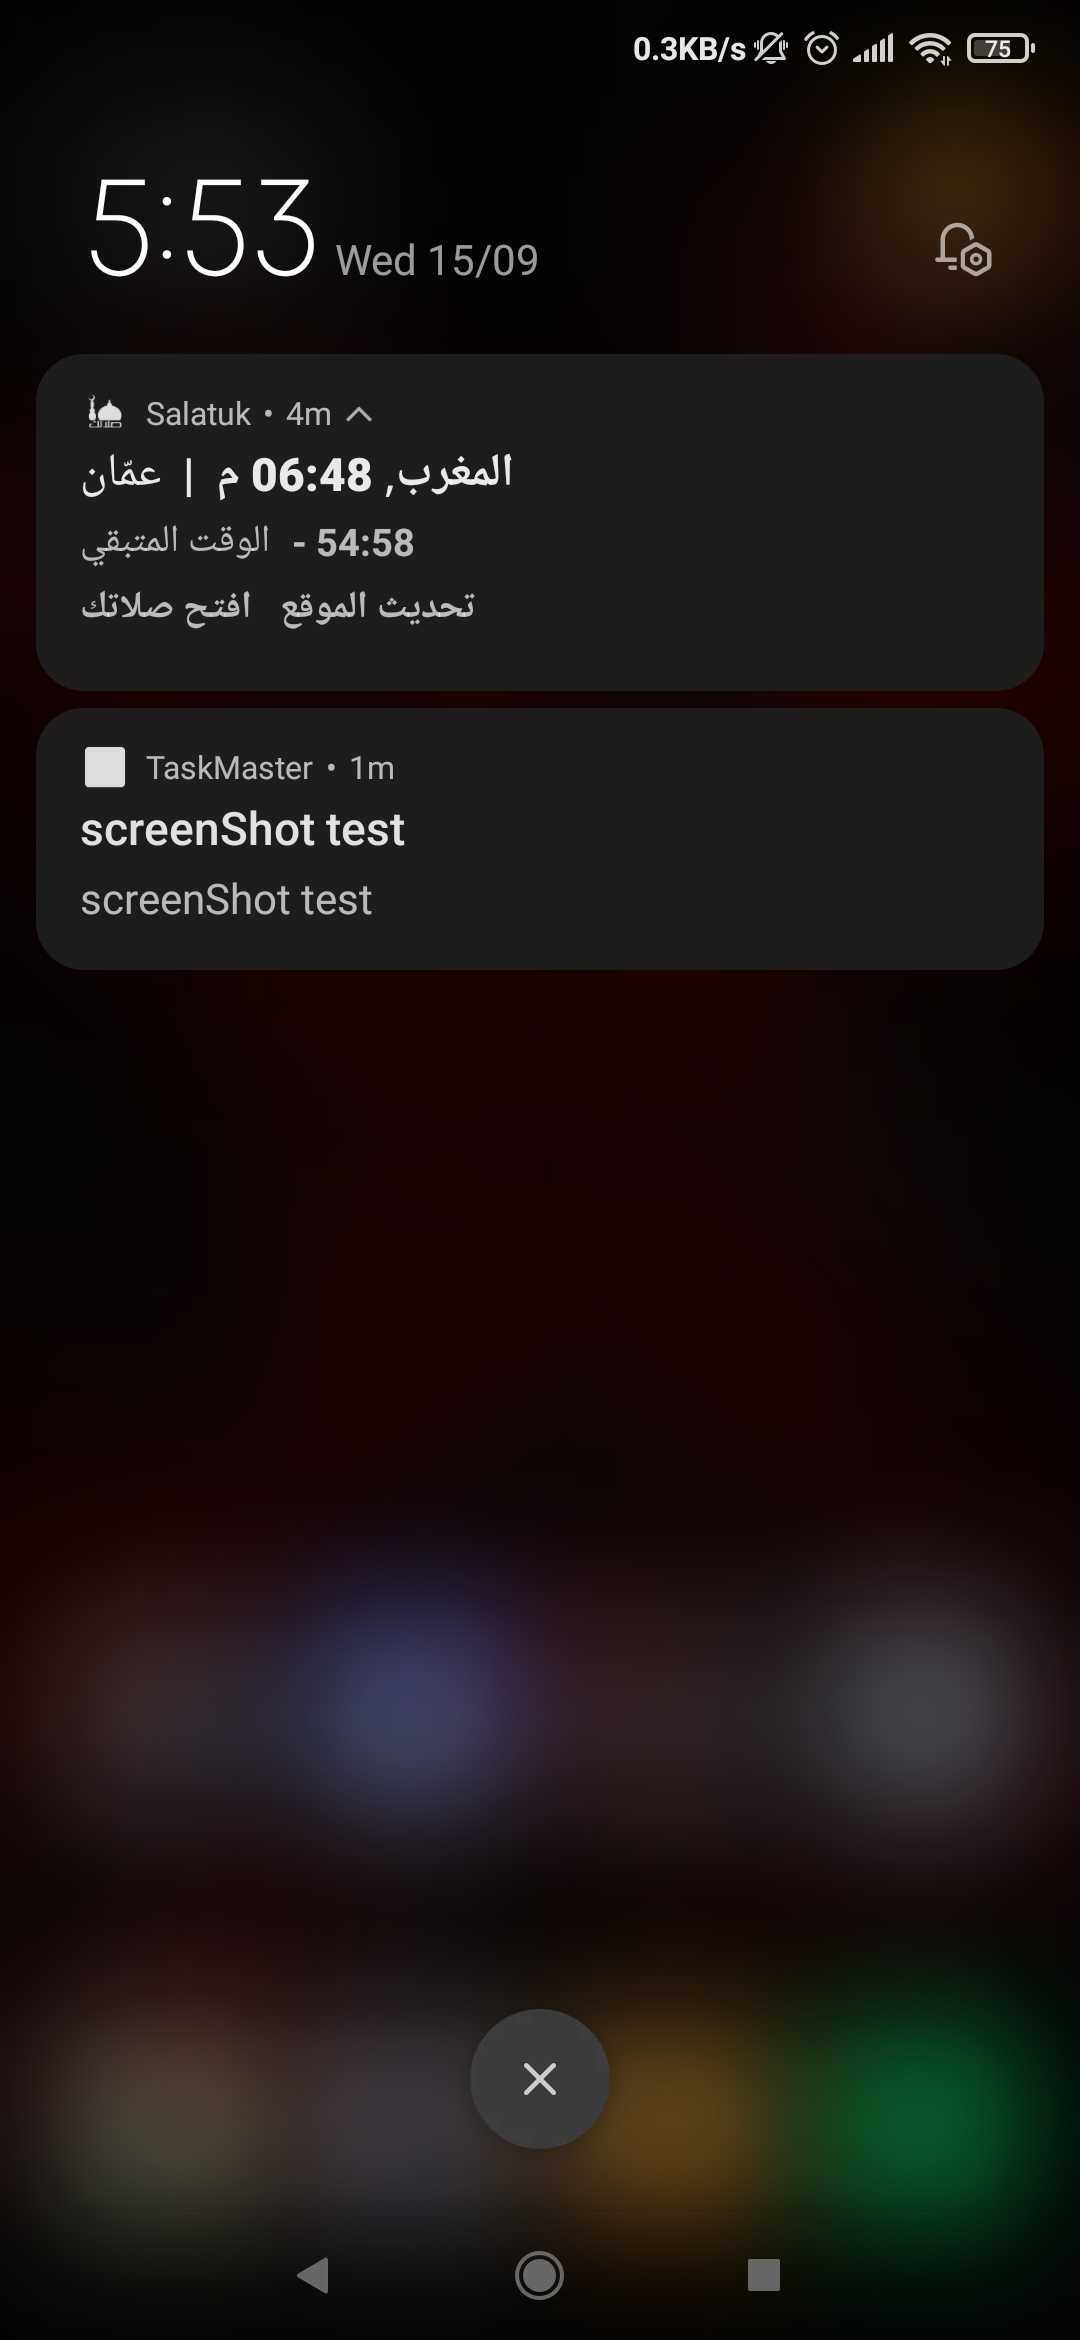 0.3KB/s 75
5:53 Wed 15/09
Salatuk • 4m
المغرب, 06:48 م | عمّان
54:58 - الوقت المتبقي
افتح صلاتك تحديث الموقع
TaskMaster • 1m
screenShot test
screenShot test